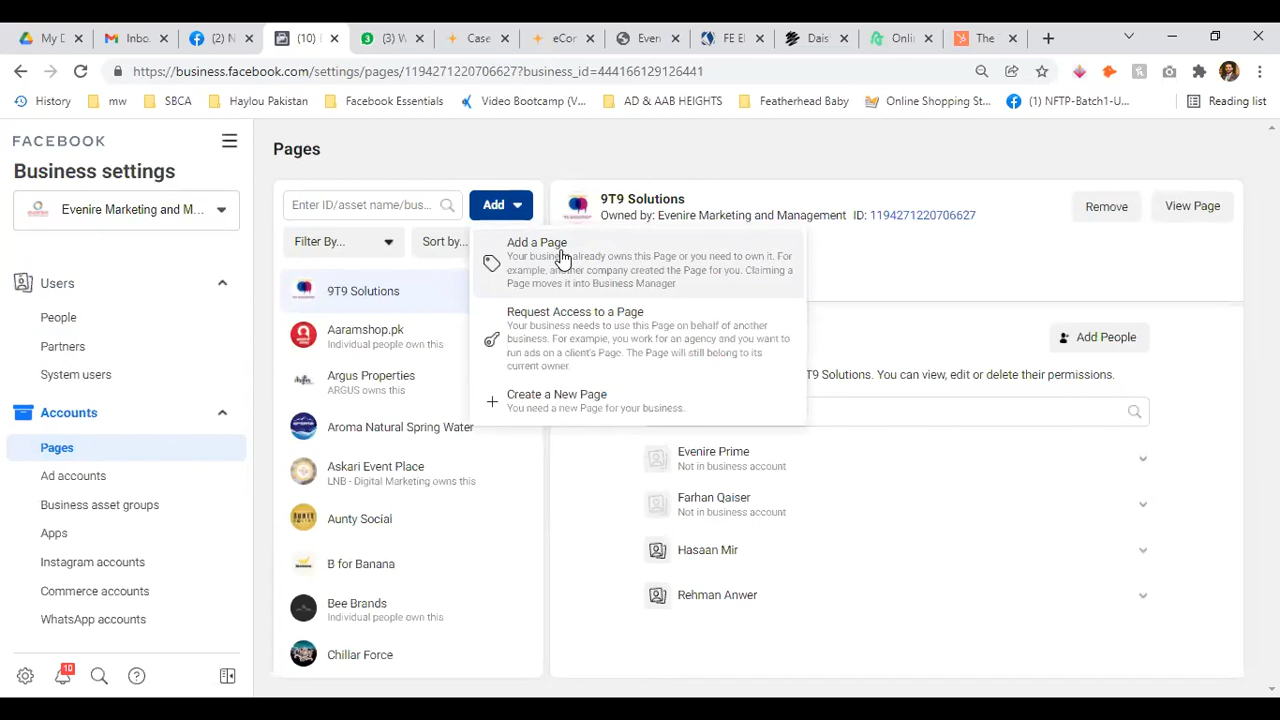 My D
Inbo.
(2) N
(10)
(3) W
Case
eCor
Even
FE El
Dais
Onlii
The
https://business.facebook.com/settings/pages/1194271220706627?business_id=444166129126441
History
mw
SBCA
Haylou Pakistan
Facebook Essentials
Video Bootcamp (V...
AD & AAB HEIGHTS
Featherhead Baby
Online Shopping St...
(1) NFTP-Batch1-U...
Reading list
FACEBOOK
Business settings
Evenire Marketing and M...
Users
People
Partners
System users
Accounts
Pages
Ad accounts
Business asset groups
Apps
Instagram accounts
Commerce accounts
WhatsApp accounts
10
Pages
Enter ID/asset name/bus...
Add
Filter By...
Sort by...
9T9 Solutions
Aaramshop.pk
Individual people own this
Argus Properties
ARGUS owns this
Aroma Natural Spring Water
Askari Event Place
LNB - Digital Marketing owns this
Aunty Social
B for Banana
Bee Brands
Individual people own this
Chillar Force
Add a Page
Your business already owns this Page or you need to own it. For
example, another company created the Page for you. Claiming a
Page moves it into Business Manager
Request Access to a Page
Your business needs to use this Page on behalf of another
business. For example, you work for an agency and you want to
run ads on a client's Page. The Page will still belong to its
current owner.
Create a New Page
You need a new Page for your business.
9T9 Solutions
Owned by: Evenire Marketing and Management ID: 1194271220706627
Remove
View Page
Add People
T9 Solutions. You can view, edit or delete their permissions.
Evenire Prime
Not in business account
Farhan Qaiser
Not in business account
Hasaan Mir
Rehman Anwer